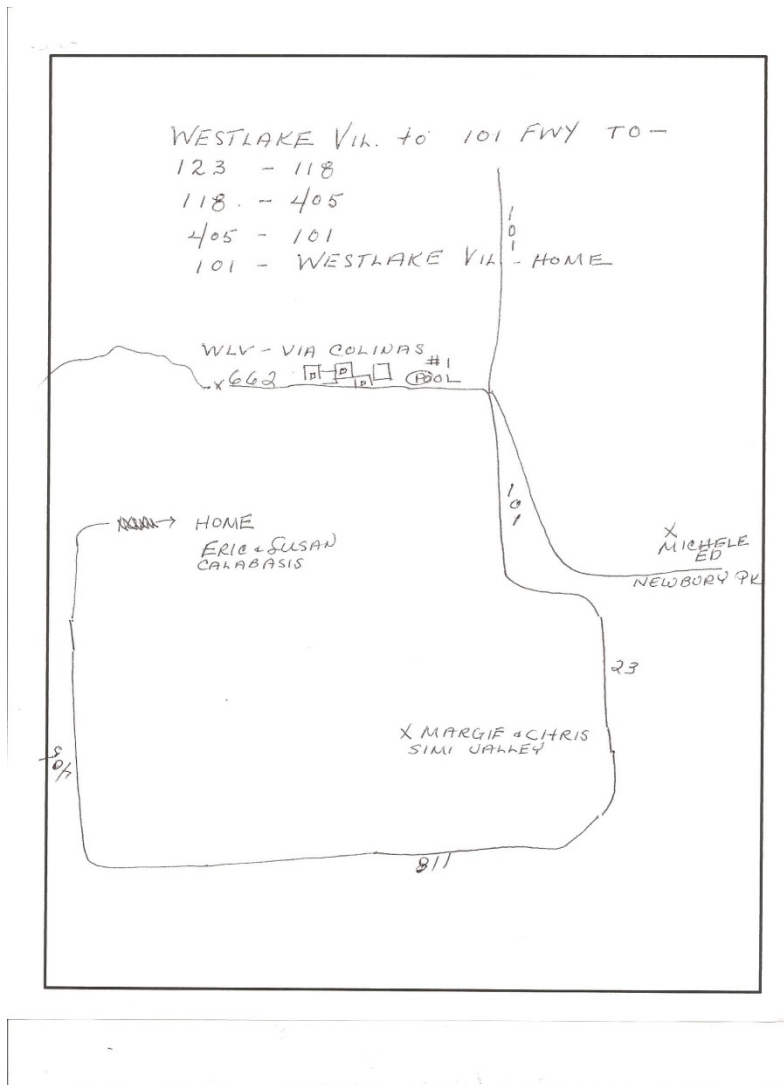 WESTLAKE VIL. to 101 FWY TO -
123 - 118
118. - 405
405 - 101
101 - WESTLAKE VIL - HOME
101
WLV - VIA COLINAS
x 662
#1
POOL
101
HOME
ERIC & SUSAN
CALABASIS
X
MICHELE
ED
NEWBURY PK
23
X MARGIE & CHRIS
SIMI VALLEY
405
118